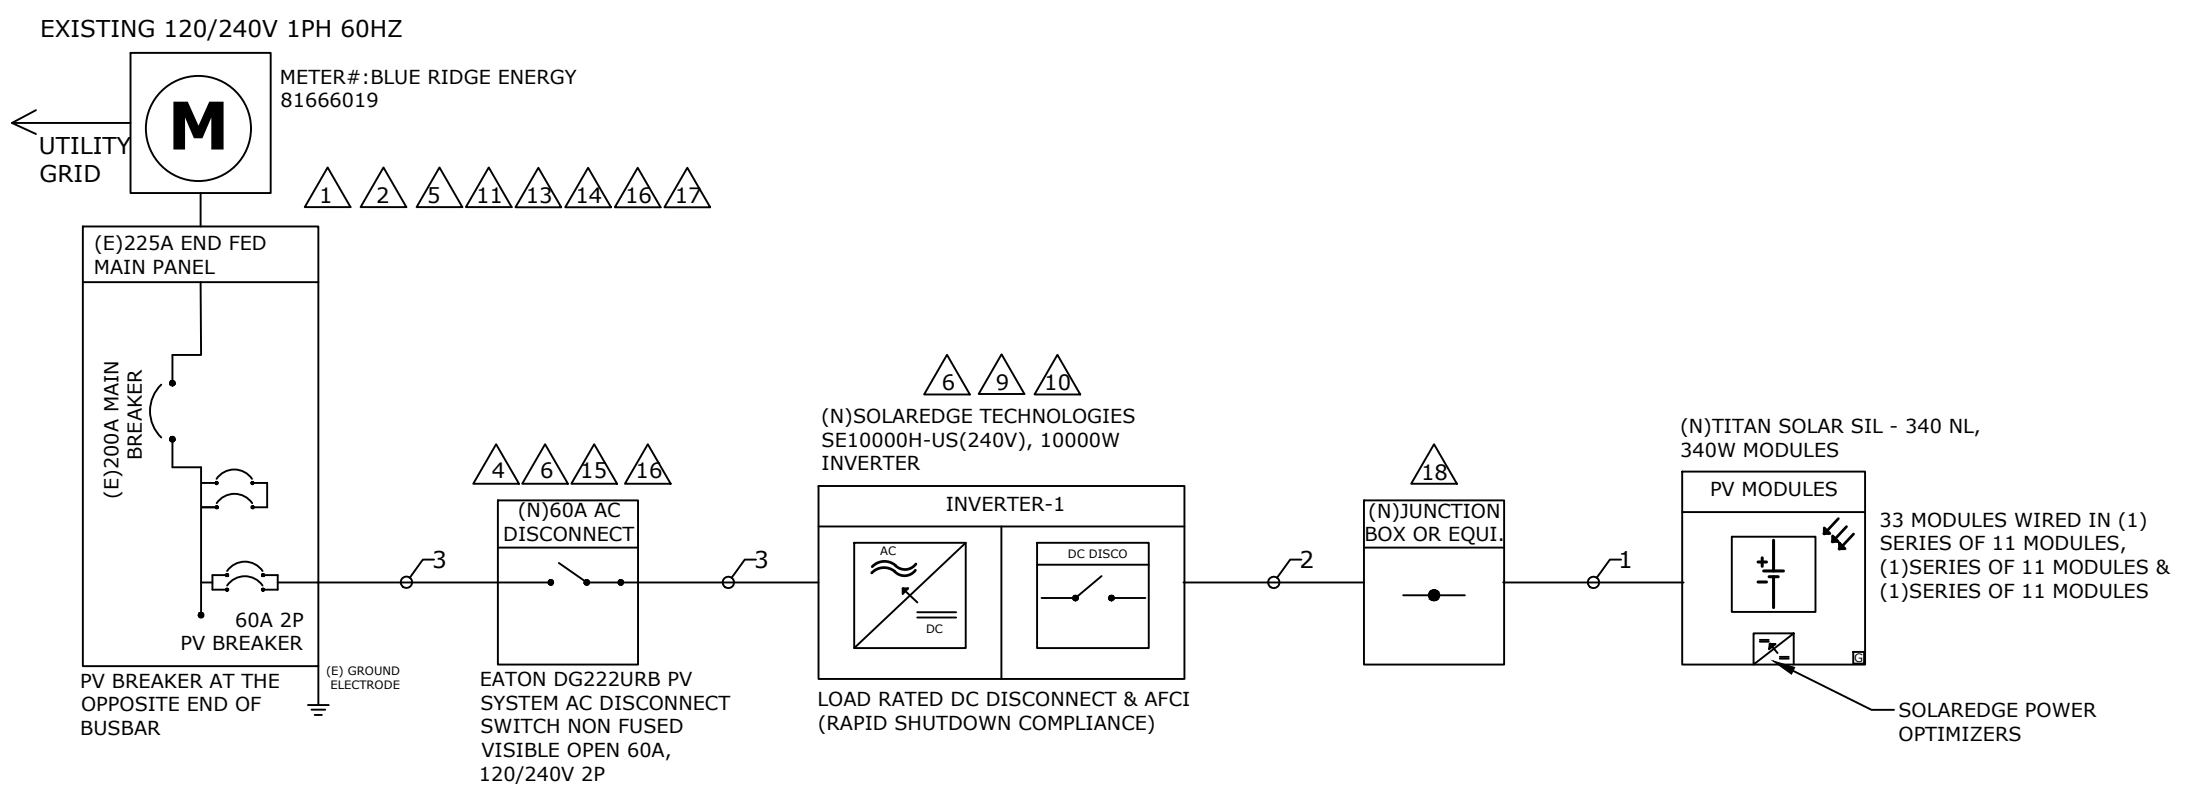 EXISTING 120/240V 1PH 60HZ
M
METER#:BLUE RIDGE ENERGY
81666019
UTILITY
GRID
1 2 5 11 13 14 16 17
(E)225A END FED
MAIN PANEL
(E)200A MAIN
BREAKER
60A 2P
PV BREAKER
(E) GROUND
ELECTRODE
PV BREAKER AT THE
OPPOSITE END OF
BUSBAR
3
4 6 15 16
(N)60A AC
DISCONNECT
EATON DG222URB PV
SYSTEM AC DISCONNECT
SWITCH NON FUSED
VISIBLE OPEN 60A,
120/240V 2P
3
6 9 10
(N)SOLAREDGE TECHNOLOGIES
SE10000H-US(240V), 10000W
INVERTER
INVERTER-1
AC
DC
DC DISCO
LOAD RATED DC DISCONNECT & AFCI
(RAPID SHUTDOWN COMPLIANCE)
2
18
(N)JUNCTION
BOX OR EQUI.
1
(N)TITAN SOLAR SIL - 340 NL,
340W MODULES
PV MODULES
G
33 MODULES WIRED IN (1)
SERIES OF 11 MODULES,
(1)SERIES OF 11 MODULES &
(1)SERIES OF 11 MODULES
SOLAREDGE POWER
OPTIMIZERS